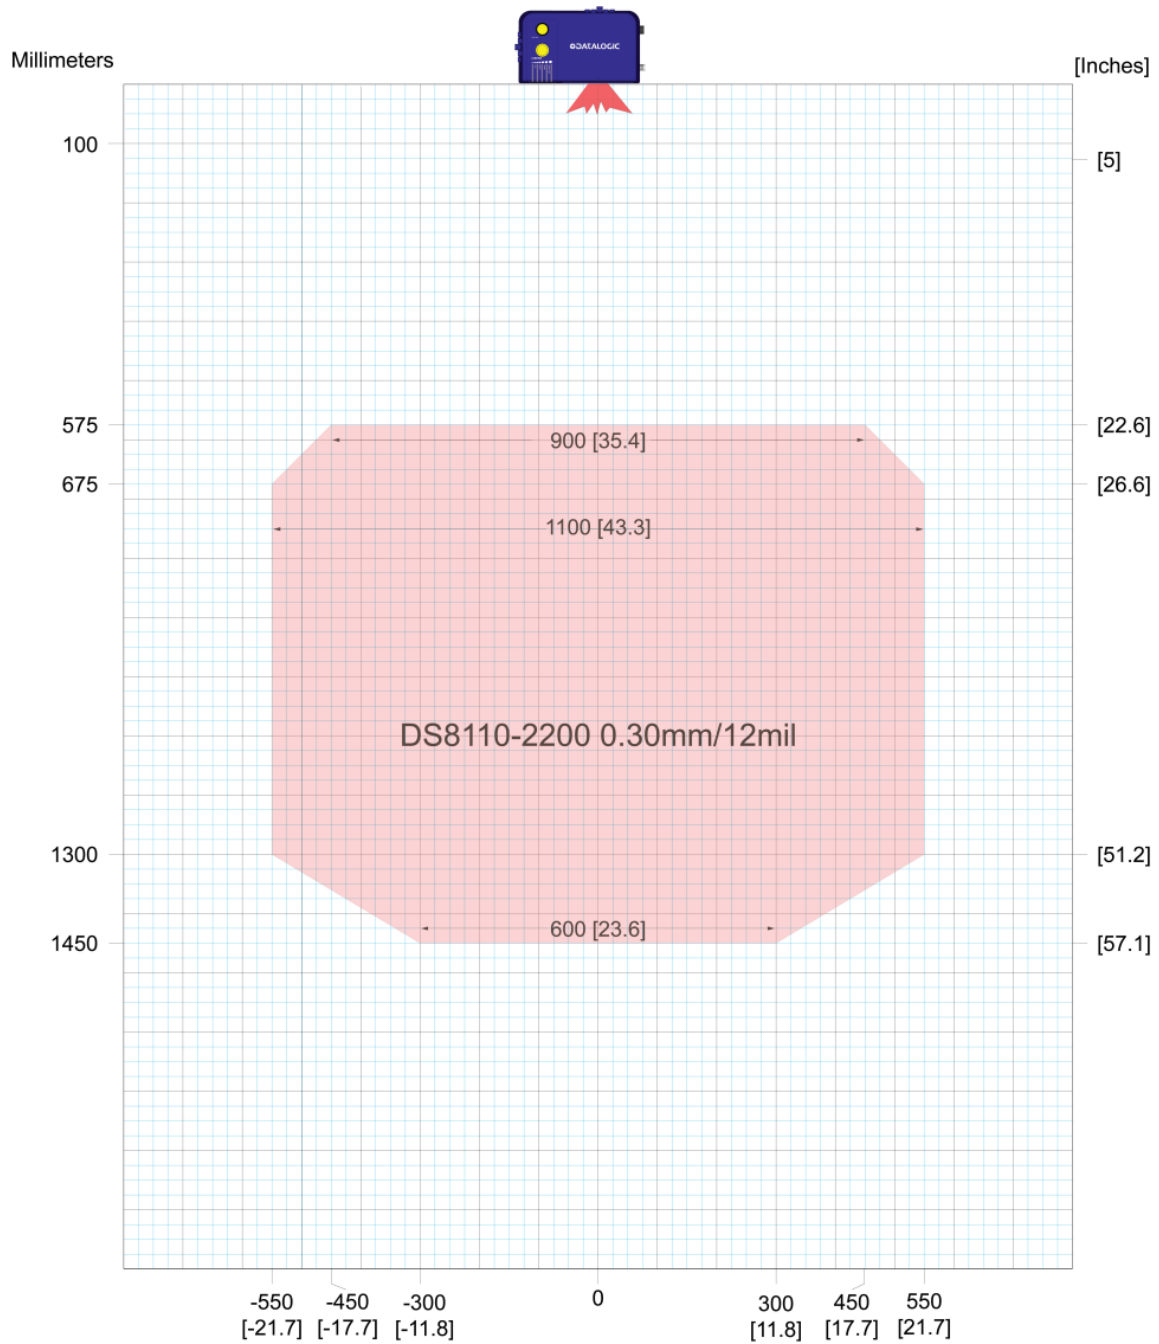 DATALOGIC
Millimeters
[Inches]
100
[5]
575
[22.6]
900 [35.4]
675
[26.6]
1100 [43.3]
DS8110-2200 0.30mm/12mil
1300
[51.2]
600 [23.6]
1450
[57.1]
-550 -450 -300 0 300 450 550
[-21.7] [-17.7] [-11.8] [11.8] [17.7] [21.7]